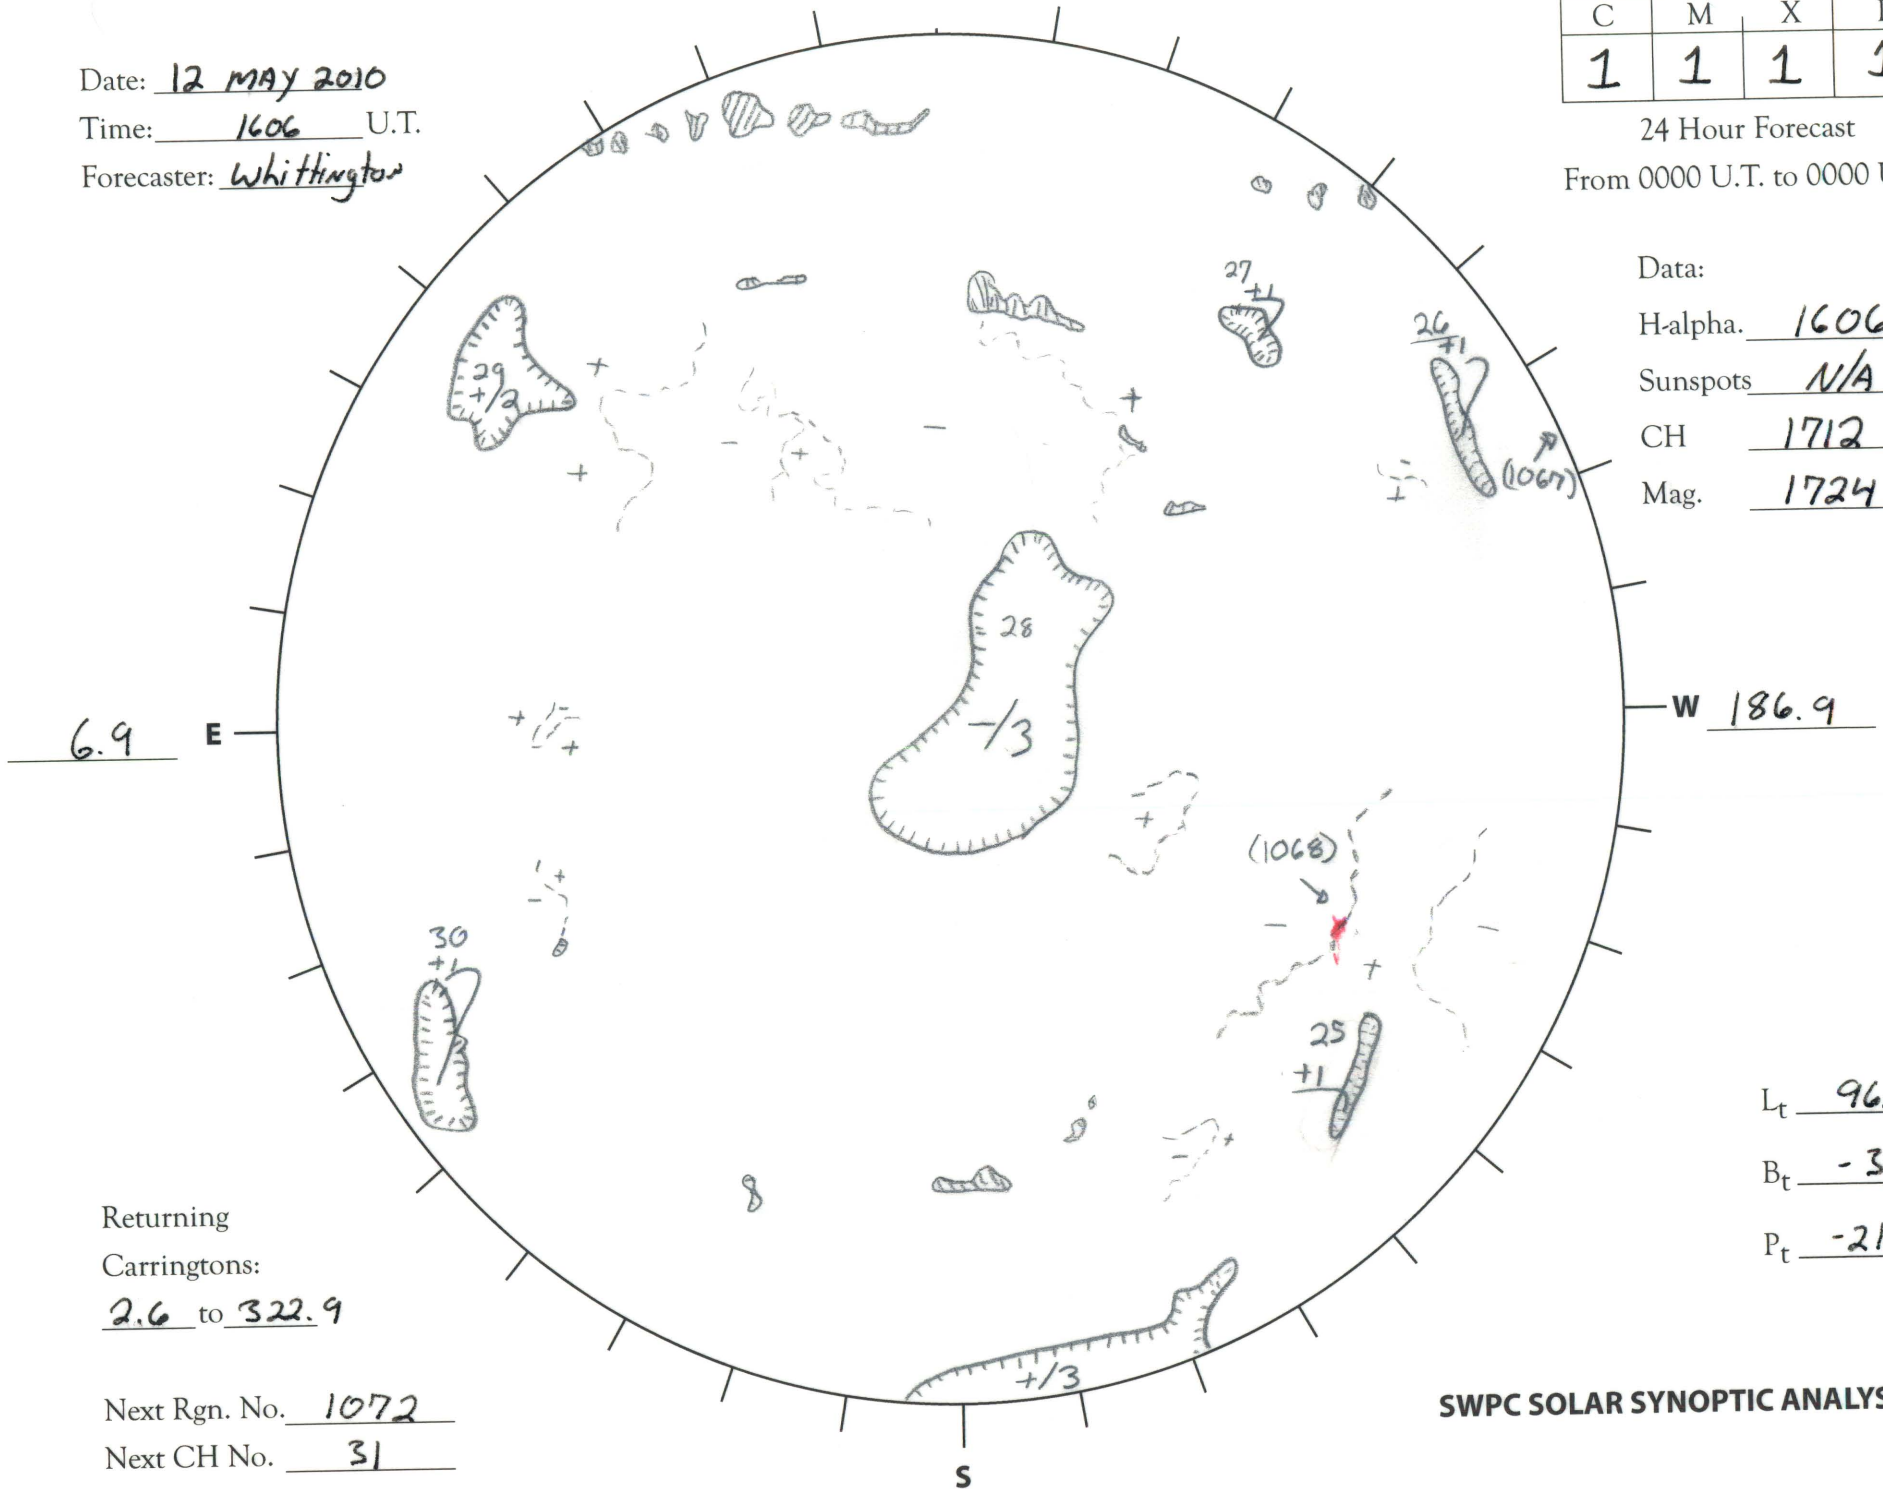 C M X
1 1 1
Date: 12 MAY 2010
Time: 1606 U.T.
Forecaster: Whittington
24 Hour Forecast
From 0000 U.T. to 0000
Data:
H-alpha. 1606
Sunspots N/A
CH 1712
Mag. 1724
27
+1
26
+1
29
+/2
+
+
-
+
-
+
(1067)
-
+
28
-/3
6.9 E
W 186.9
+ -
+
-
+
(1068)
-
+
-
- +
-
30
+1
25
+1
- +
Lt 96.
Bt -3
Pt -21
Returning
Carringtons:
2.6 to 322.9
+/3
Next Rgn. No. 1072
Next CH No. 31
SWPC SOLAR SYNOPTIC ANALYS
S